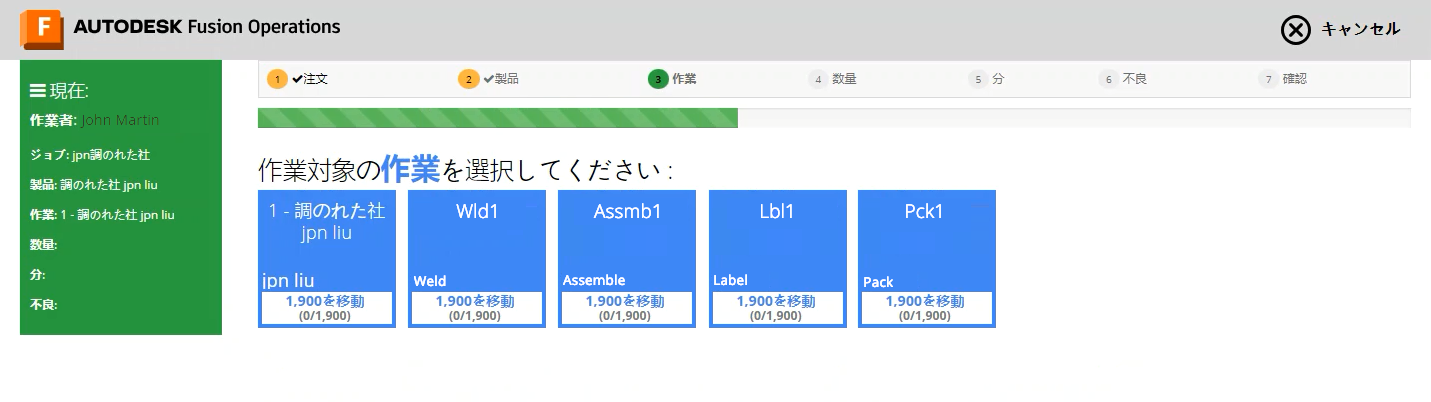 F AUTODESK Fusion Operations
キャンセル
現在:
作業者: John Martin
ジョブ: jpn調のれた社
製品: 調のれた社 jpn liu
作業: 1 - 調のれた社 jpn liu
数量:
分:
不良:
1 注文
2 製品
3 作業
4 数量
5 分
6 不良
7 確認
作業対象の作業を選択してください :
1 - 調のれた社
jpn liu
jpn liu
1,900を移動
(0/1,900)
Wld1
Weld
1,900を移動
(0/1,900)
Assmb1
Assemble
1,900を移動
(0/1,900)
Lbl1
Label
1,900を移動
(0/1,900)
Pck1
Pack
1,900を移動
(0/1,900)